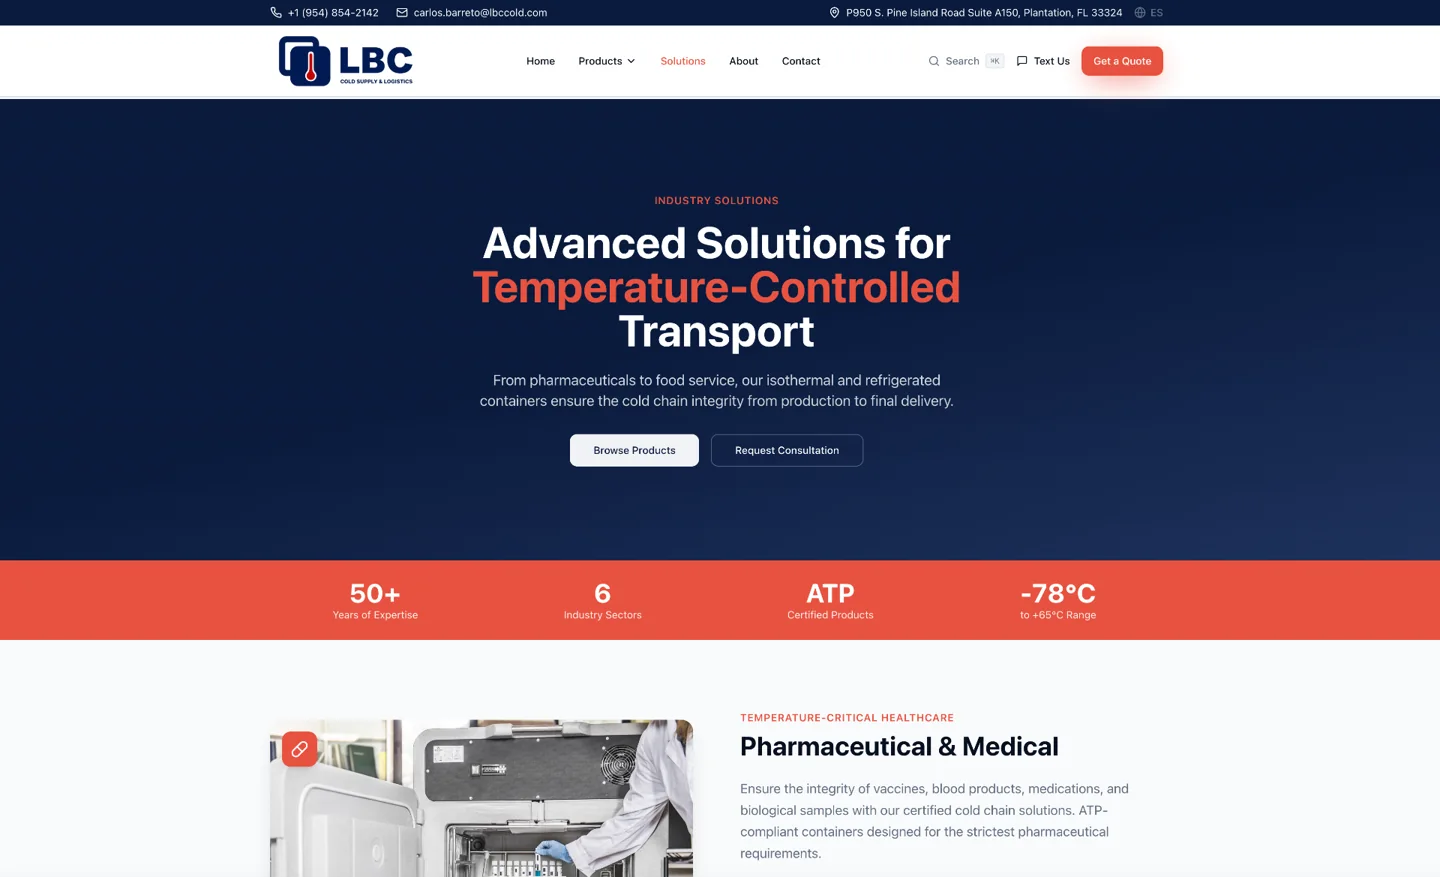 +1 (954) 854-2142
carlos.barreto@lbccold.com
P950 S. Pine Island Road Suite A150, Plantation, FL 33324
ES
LBC
COLD SUPPLY & LOGISTICS
Home
Products
Solutions
About
Contact
Search
⌘K
Text Us
Get a Quote
INDUSTRY SOLUTIONS
Advanced Solutions for
Temperature-Controlled
Transport
From pharmaceuticals to food service, our isothermal and refrigerated
containers ensure the cold chain integrity from production to final delivery.
Browse Products
Request Consultation
50+
Years of Expertise
6
Industry Sectors
ATP
Certified Products
-78°C
to +65°C Range
TEMPERATURE-CRITICAL HEALTHCARE
Pharmaceutical & Medical
Ensure the integrity of vaccines, blood products, medications, and
biological samples with our certified cold chain solutions. ATP-
compliant containers designed for the strictest pharmaceutical
requirements.